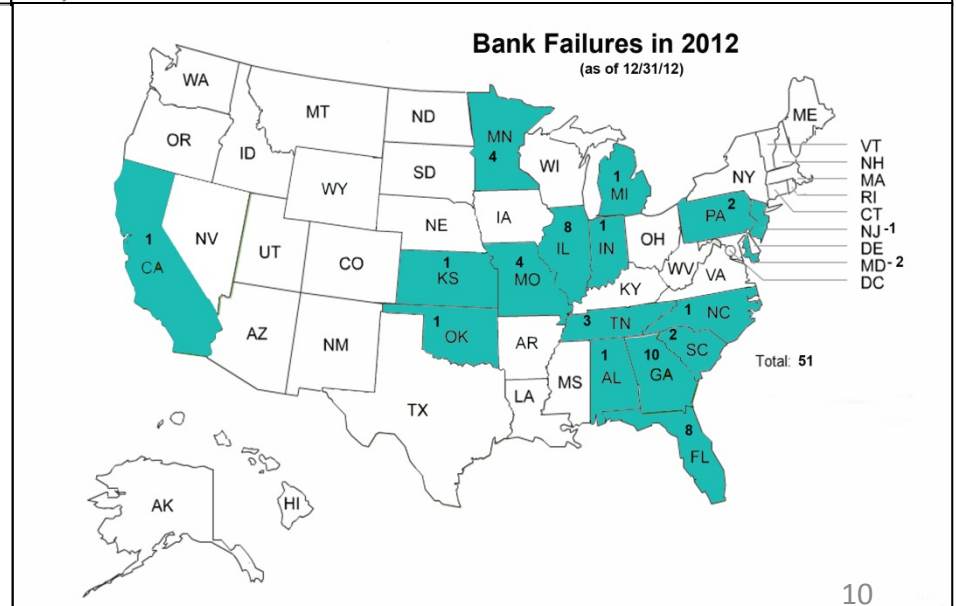 Bank Failures in 2012
(as of 12/31/12)
WA
MT
ND
MN
4
ME
OR
ID
SD
WI
1
MI
NY
VT
NH
MA
RI
CT
NJ -1
DE
MD - 2
DC
WY
IA
PA 2
NE
8
IL
1
IN
OH
1
CA
NV
UT
CO
1
KS
4
MO
WV
VA
KY
AZ
NM
1
OK
AR
3 TN
1 NC
2
SC
Total: 51
1
AL
10
GA
MS
LA
TX
8
FL
AK
HI
10